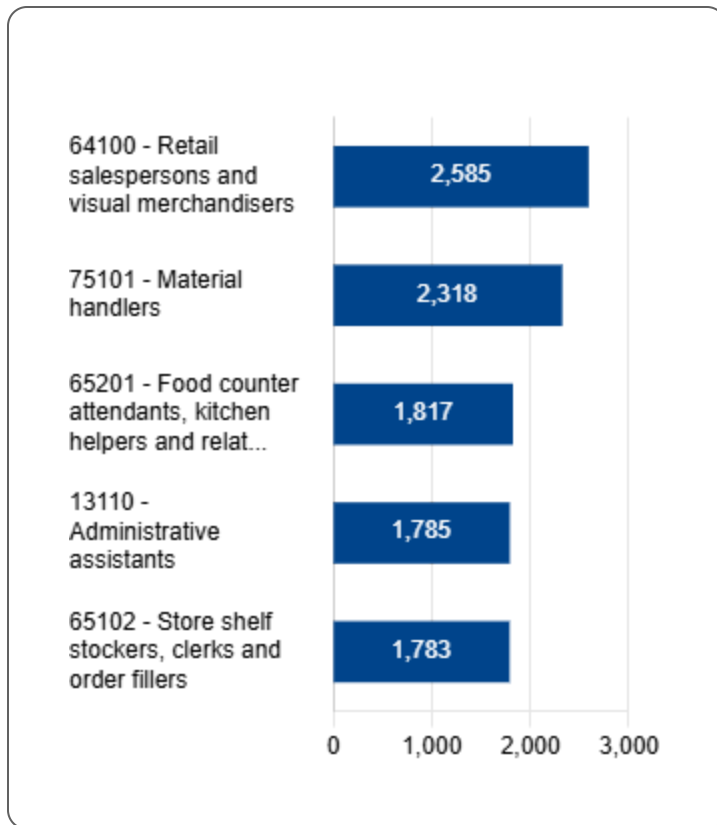 64100 - Retail
salespersons and
visual merchandisers
2,585
75101 - Material
handlers
2,318
65201 - Food counter
attendants, kitchen
helpers and relat...
1,817
13110 -
Administrative
assistants
1,785
65102 - Store shelf
stockers, clerks and
order fillers
1,783
0 1,000 2,000 3,000